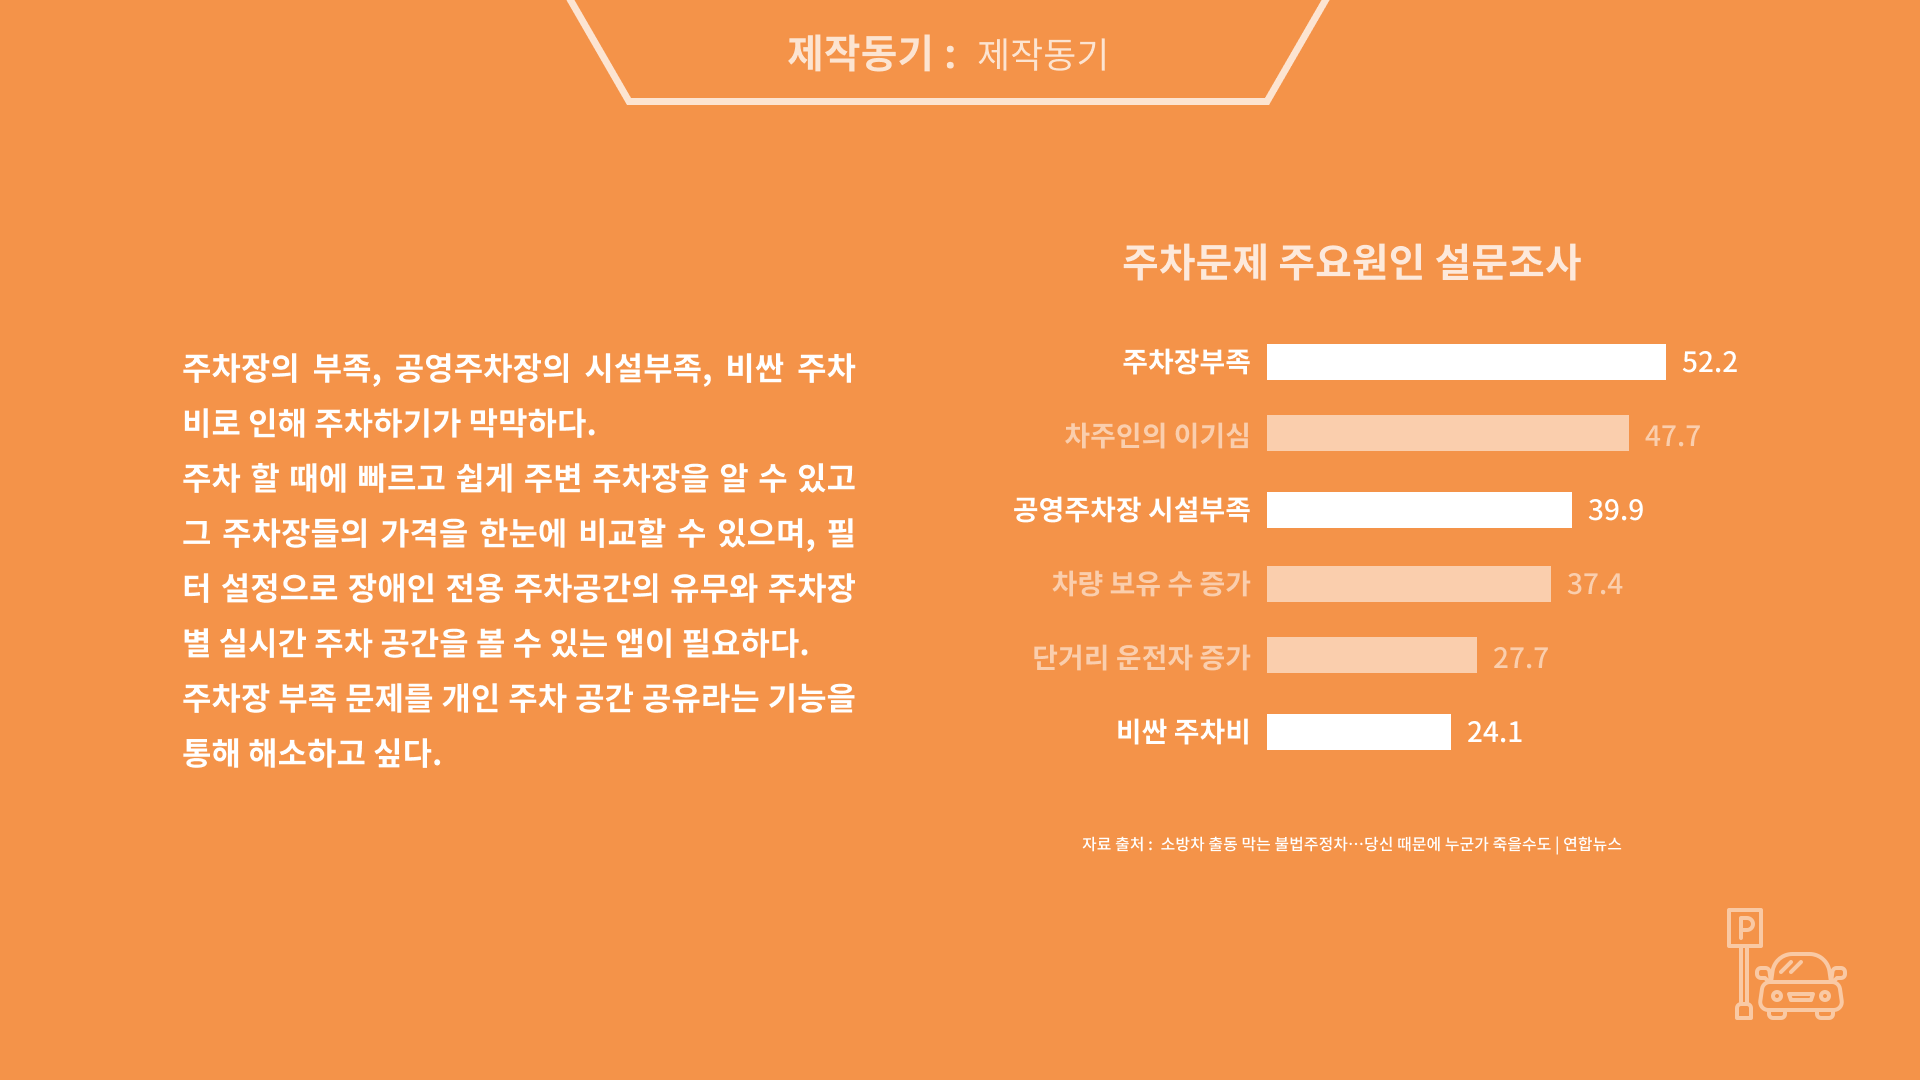 제작동기 : 제작동기
주차장의 부족, 공영주차장의 시설부족, 비싼 주차
비로 인해 주차하기가 막막하다.
주차 할 때에 빠르고 쉽게 주변 주차장을 알 수 있고
그 주차장들의 가격을 한눈에 비교할 수 있으며, 필
터 설정으로 장애인 전용 주차공간의 유무와 주차장
별 실시간 주차 공간을 볼 수 있는 앱이 필요하다.
주차장 부족 문제를 개인 주차 공간 공유라는 기능을
통해 해소하고 싶다.
주차문제 주요원인 설문조사
주차장부족 52.2
차주인의 이기심 47.7
공영주차장 시설부족 39.9
차량 보유 수 증가 37.4
단거리 운전자 증가 27.7
비싼 주차비 24.1
자료 출처 : 소방차 출동 막는 불법주정차…당신 때문에 누군가 죽을수도 | 연합뉴스
P